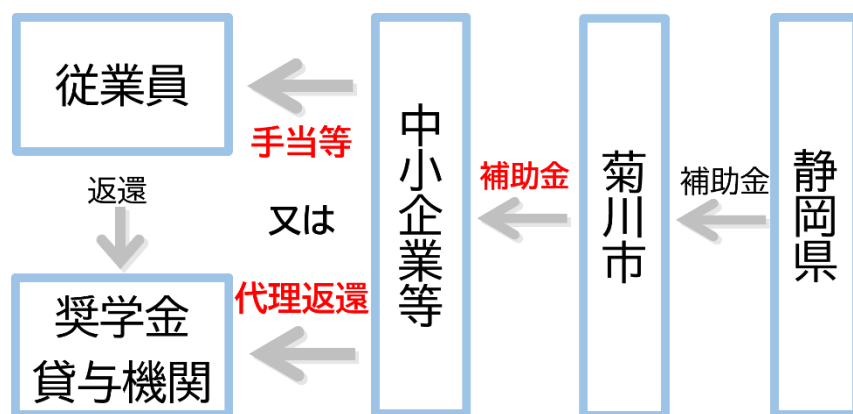 従業員
手当等
返還
又は
代理返還
奨学金
貸与機関
中小企業等
補助金
菊川市
補助金
静岡県